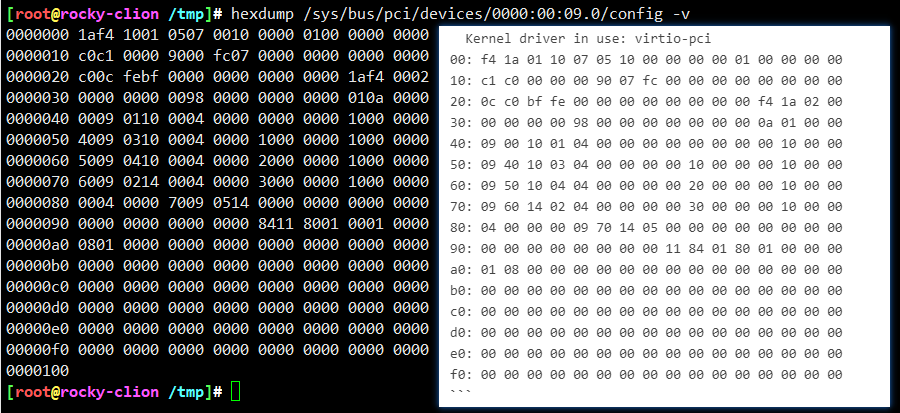 [root@rocky-clion /tmp]# hexdump /sys/bus/pci/devices/0000:00:09.0/config -v
0000000 1af4 1001 0507 0010 0000 0100 0000 0000
0000010 c0c1 0000 9000 fc07 0000 0000 0000 0000
0000020 c00c febf 0000 0000 0000 0000 1af4 0002
0000030 0000 0000 0098 0000 0000 0000 010a 0000
0000040 0009 0110 0004 0000 0000 0000 1000 0000
0000050 4009 0310 0004 0000 1000 0000 1000 0000
0000060 5009 0410 0004 0000 2000 0000 1000 0000
0000070 6009 0214 0004 0000 3000 0000 1000 0000
0000080 0004 0000 7009 0514 0000 0000 0000 0000
0000090 0000 0000 0000 0000 8411 8001 0001 0000
00000a0 0801 0000 0000 0000 0000 0000 0000 0000
00000b0 0000 0000 0000 0000 0000 0000 0000 0000
00000c0 0000 0000 0000 0000 0000 0000 0000 0000
00000d0 0000 0000 0000 0000 0000 0000 0000 0000
00000e0 0000 0000 0000 0000 0000 0000 0000 0000
00000f0 0000 0000 0000 0000 0000 0000 0000 0000
0000100
[root@rocky-clion /tmp]#
Kernel driver in use: virtio-pci
00: f4 1a 01 10 07 05 10 00 00 00 00 01 00 00 00 00
10: c1 c0 00 00 00 90 07 fc 00 00 00 00 00 00 00 00
20: 0c c0 bf fe 00 00 00 00 00 00 00 00 f4 1a 02 00
30: 00 00 00 00 98 00 00 00 00 00 00 00 0a 01 00 00
40: 09 00 10 01 04 00 00 00 00 00 00 00 00 10 00 00
50: 09 40 10 03 04 00 00 00 00 10 00 00 00 10 00 00
60: 09 50 10 04 04 00 00 00 00 20 00 00 00 10 00 00
70: 09 60 14 02 04 00 00 00 00 30 00 00 00 10 00 00
80: 04 00 00 00 09 70 14 05 00 00 00 00 00 00 00 00
90: 00 00 00 00 00 00 00 00 11 84 01 80 01 00 00 00
a0: 01 08 00 00 00 00 00 00 00 00 00 00 00 00 00 00
b0: 00 00 00 00 00 00 00 00 00 00 00 00 00 00 00 00
c0: 00 00 00 00 00 00 00 00 00 00 00 00 00 00 00 00
d0: 00 00 00 00 00 00 00 00 00 00 00 00 00 00 00 00
e0: 00 00 00 00 00 00 00 00 00 00 00 00 00 00 00 00
f0: 00 00 00 00 00 00 00 00 00 00 00 00 00 00 00 00
```